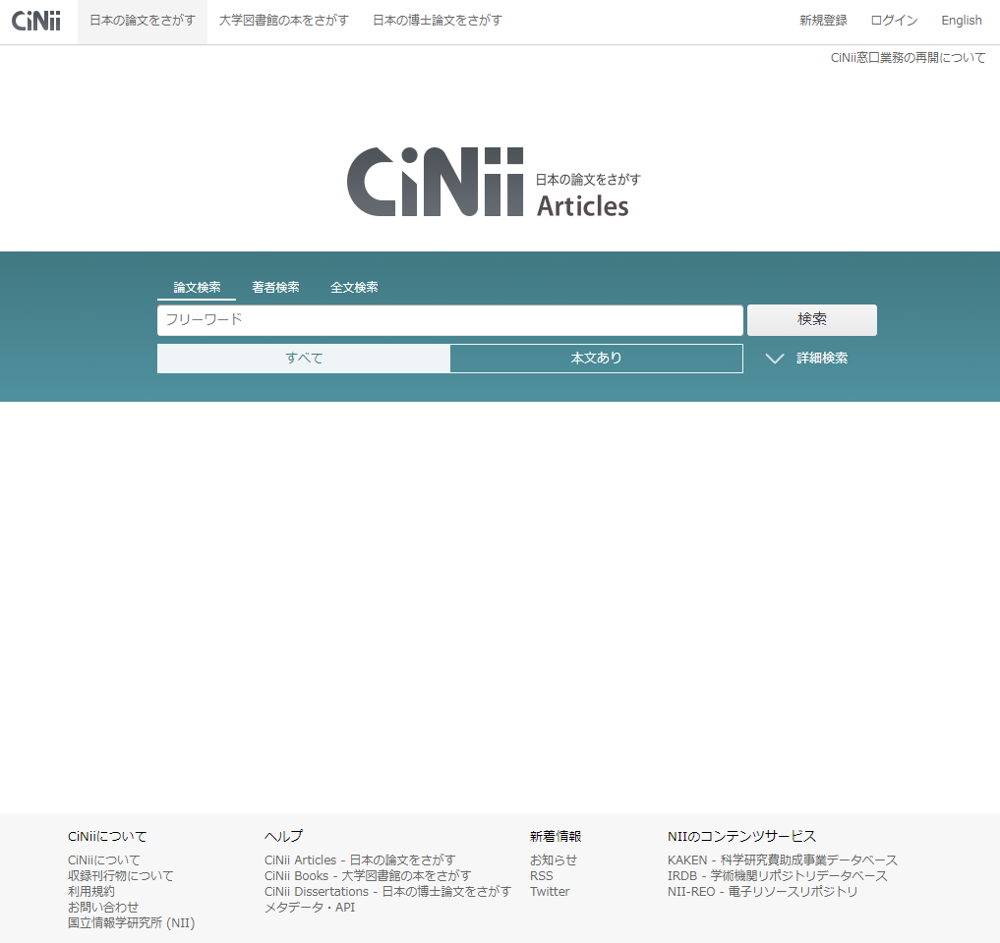 CiNii 日本の論文をさがす 大学図書館の本をさがす 日本の博士論文をさがす 新規登録 ログイン English
CiNii窓口業務の再開について
CiNii 日本の論文をさがす
Articles
論文検索 著者検索 全文検索
フリーワード 検索
すべて 本文あり 詳細検索
CiNiiについて
CiNiiについて
収録刊行物について
利用規約
お問い合わせ
国立情報学研究所 (NII)
ヘルプ
CiNii Articles - 日本の論文をさがす
CiNii Books - 大学図書館の本をさがす
CiNii Dissertations - 日本の博士論文をさがす
メタデータ・API
新着情報
お知らせ
RSS
Twitter
NIIのコンテンツサービス
KAKEN - 科学研究費助成事業データベース
IRDB - 学術機関リポジトリデータベース
NII-REO - 電子リソースリポジトリ